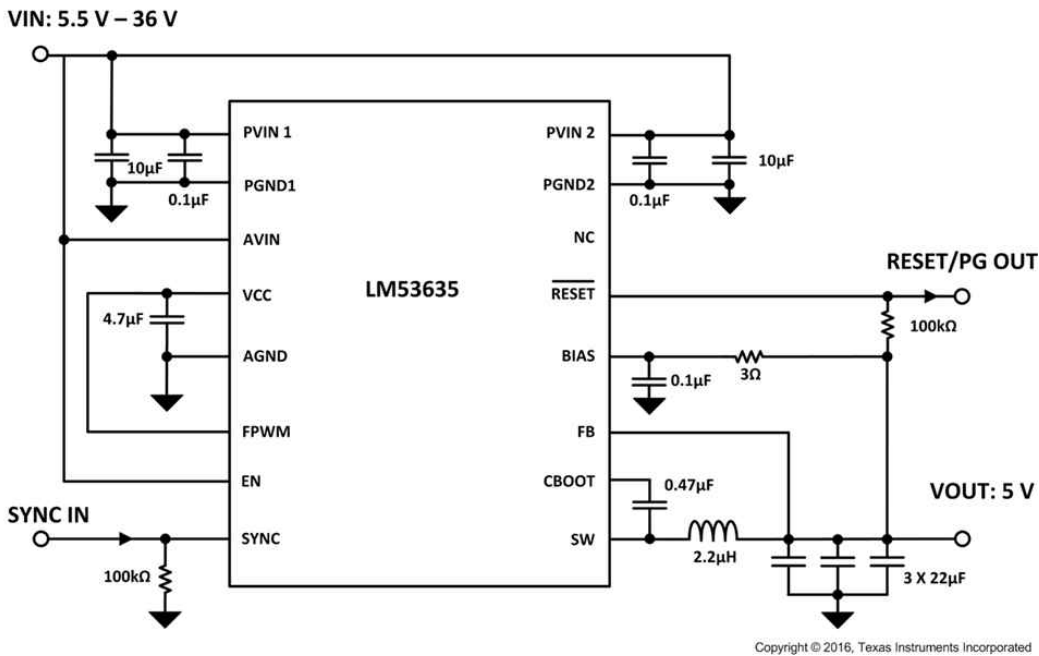 VIN: 5.5 V – 36 V
PVIN 1
PVIN 2
10µF
0.1µF
PGND1
PGND2
0.1µF
10µF
AVIN
NC
LM53635
RESET/PG OUT
VCC
RESET
4.7µF
100kΩ
AGND
BIAS
0.1µF
3Ω
FPWM
FB
EN
CBOOT
0.47µF
VOUT: 5 V
SYNC IN
SYNC
SW
2.2µH
100kΩ
3 X 22µF
Copyright © 2016, Texas Instruments Incorporated